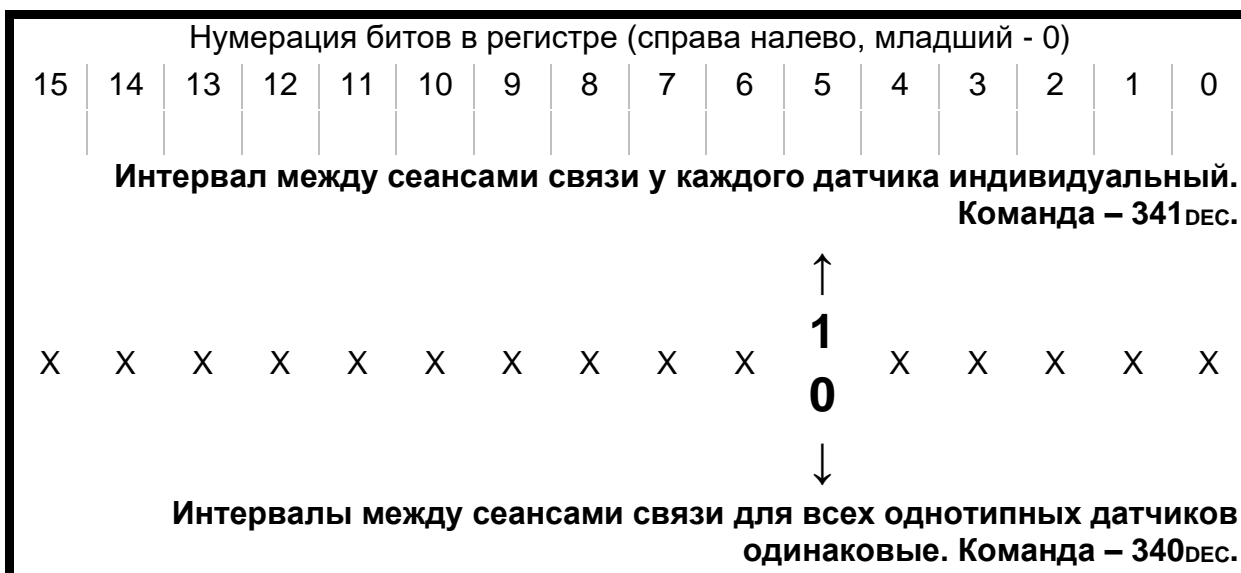 Нумерация битов в регистре (справа налево, младший - 0)
15 14 13 12 11 10 9 8 7 6 5 4 3 2 1 0
Интервал между сеансами связи у каждого датчика индивидуальный.
Команда – 341DEC.
↑
1
X X X X X X X X X X X X X X X
0
↓
Интервалы между сеансами связи для всех однотипных датчиков
одинаковые. Команда – 340DEC.